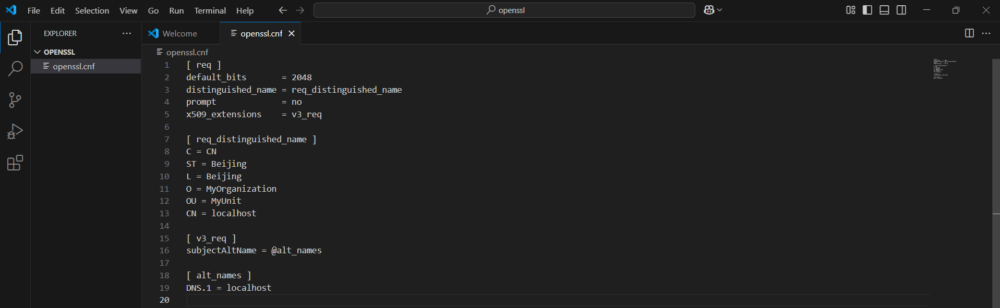 File Edit Selection View Go Run Terminal Help
openssl
EXPLORER
OPENSSL
openssl.cnf
Welcome
openssl.cnf
openssl.cnf
1 [ req ]
2 default_bits       = 2048
3 distinguished_name = req_distinguished_name
4 prompt             = no
5 x509_extensions    = v3_req
6
7 [ req_distinguished_name ]
8 C = CN
9 ST = Beijing
10 L = Beijing
11 O = MyOrganization
12 OU = MyUnit
13 CN = localhost
14
15 [ v3_req ]
16 subjectAltName = @alt_names
17
18 [ alt_names ]
19 DNS.1 = localhost
20